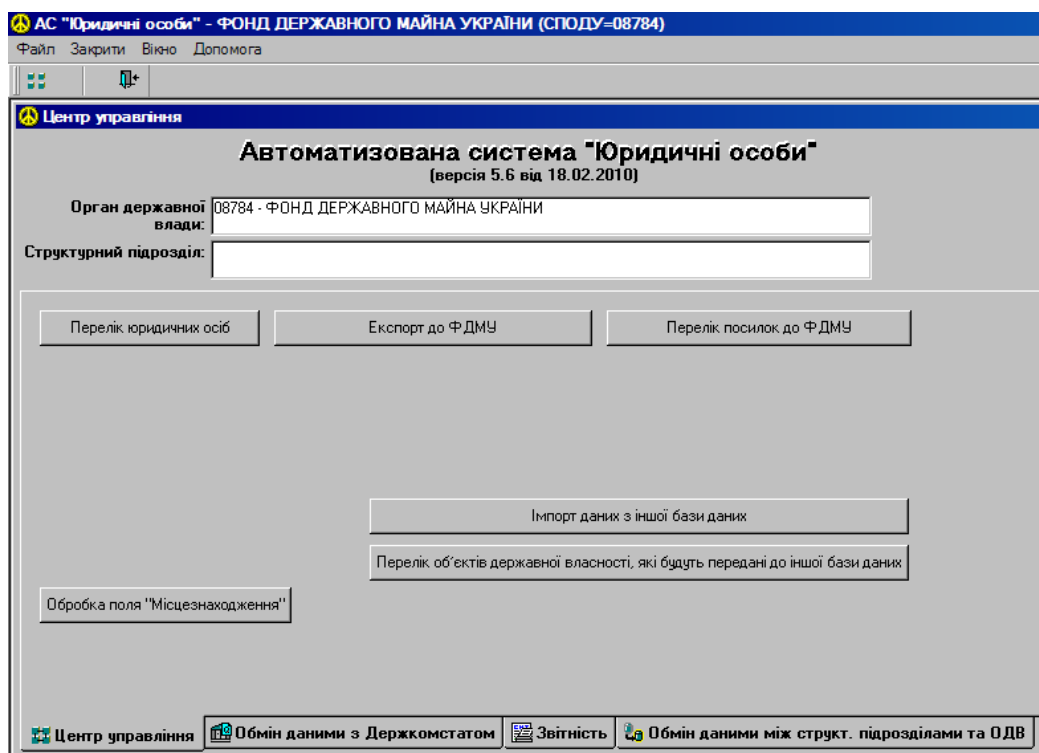 АС "Юридичні особи" - ФОНД ДЕРЖАВНОГО МАЙНА УКРАЇНИ (СПОДУ=08784)
Файл Закрити Вікно Допомога
Центр управління
Автоматизована система "Юридичні особи"
(версія 5.6 від 18.02.2010)
Орган державної влади: 08784 - ФОНД ДЕРЖАВНОГО МАЙНА УКРАЇНИ
Структурний підрозділ:
Перелік юридичних осіб Експорт до ФДМУ Перелік посилок до ФДМУ
Імпорт даних з іншої бази даних
Перелік об'єктів державної власності, які будуть передані до іншої бази даних
Обробка поля "Місцезнаходження"
Центр управління Обмін даними з Держкомстатом Звітність Обмін даними між структ. підрозділами та ОДВ